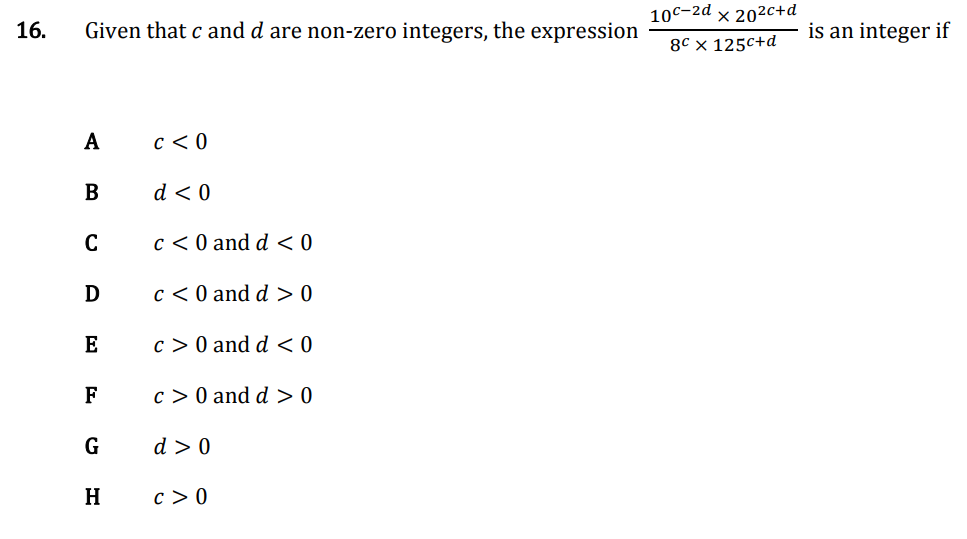 16. Given that c and d are non-zero integers, the expression \frac{10^{c-2d} \times 20^{2c+d}}{8^c \times 125^{c+d}} is an integer if
A c < 0
B d < 0
C c < 0 and d < 0
D c < 0 and d > 0
E c > 0 and d < 0
F c > 0 and d > 0
G d > 0
H c > 0